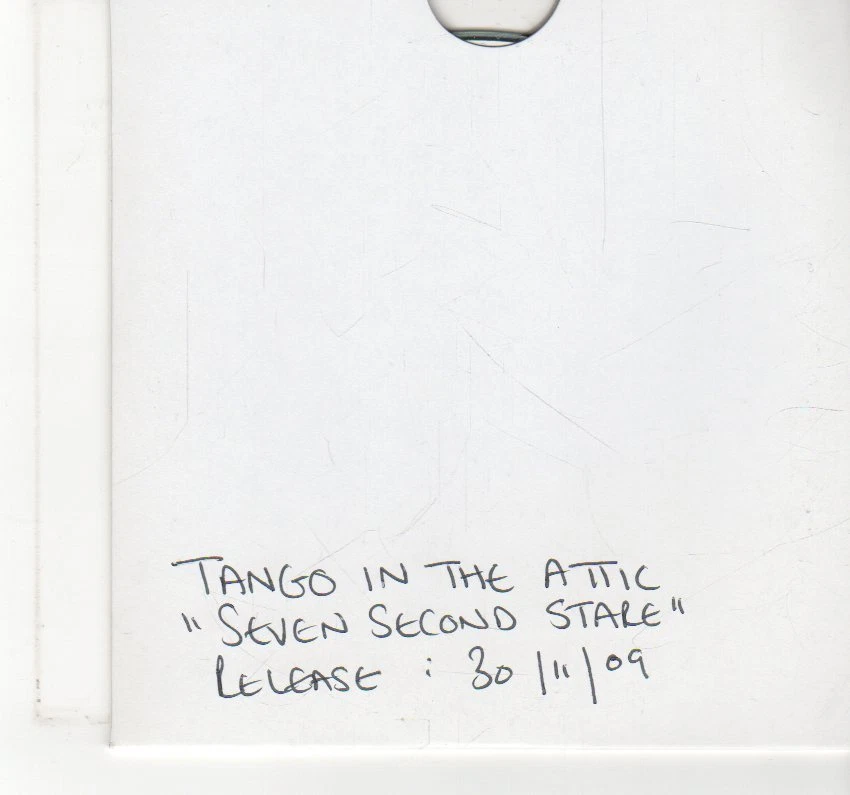 TANGO IN THE ATTIC
"SEVEN SECOND STARE"
RELEASE : 30/11/09